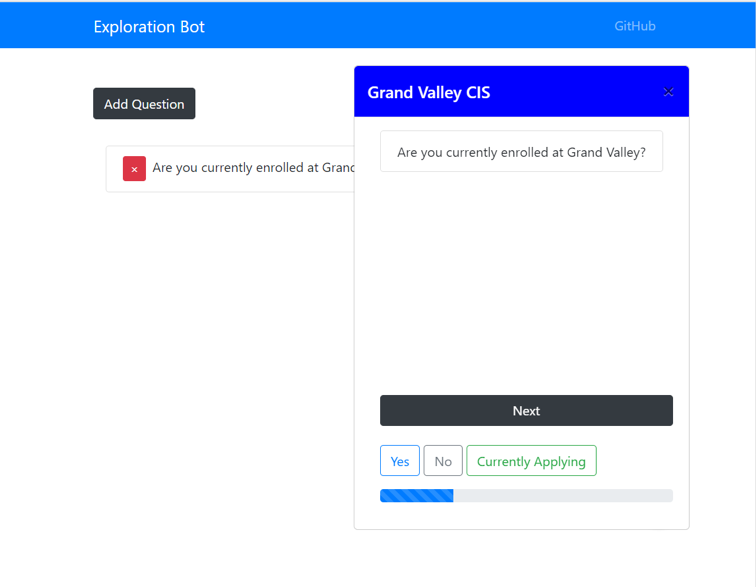 Exploration Bot
GitHub
Add Question
× Are you currently enrolled at Grand
Grand Valley CIS ×
Are you currently enrolled at Grand Valley?
Next
Yes
No
Currently Applying